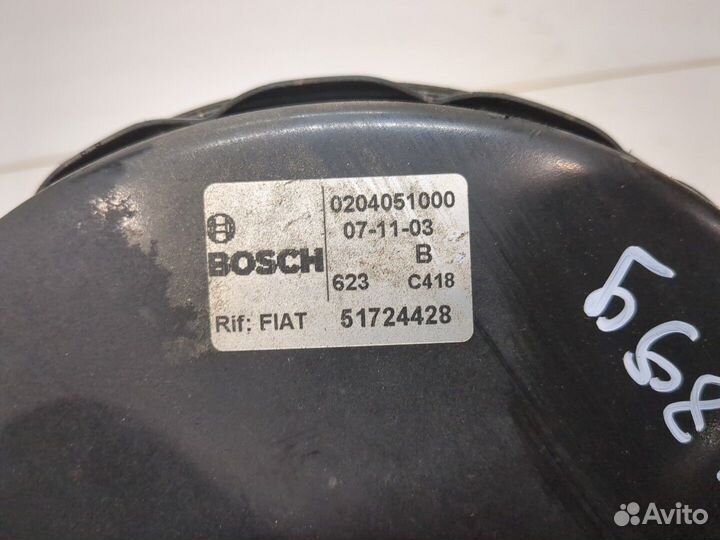 BOSCH
0204051000
07-11-03
B
623 C418
Rif: FIAT 51724428
Avito